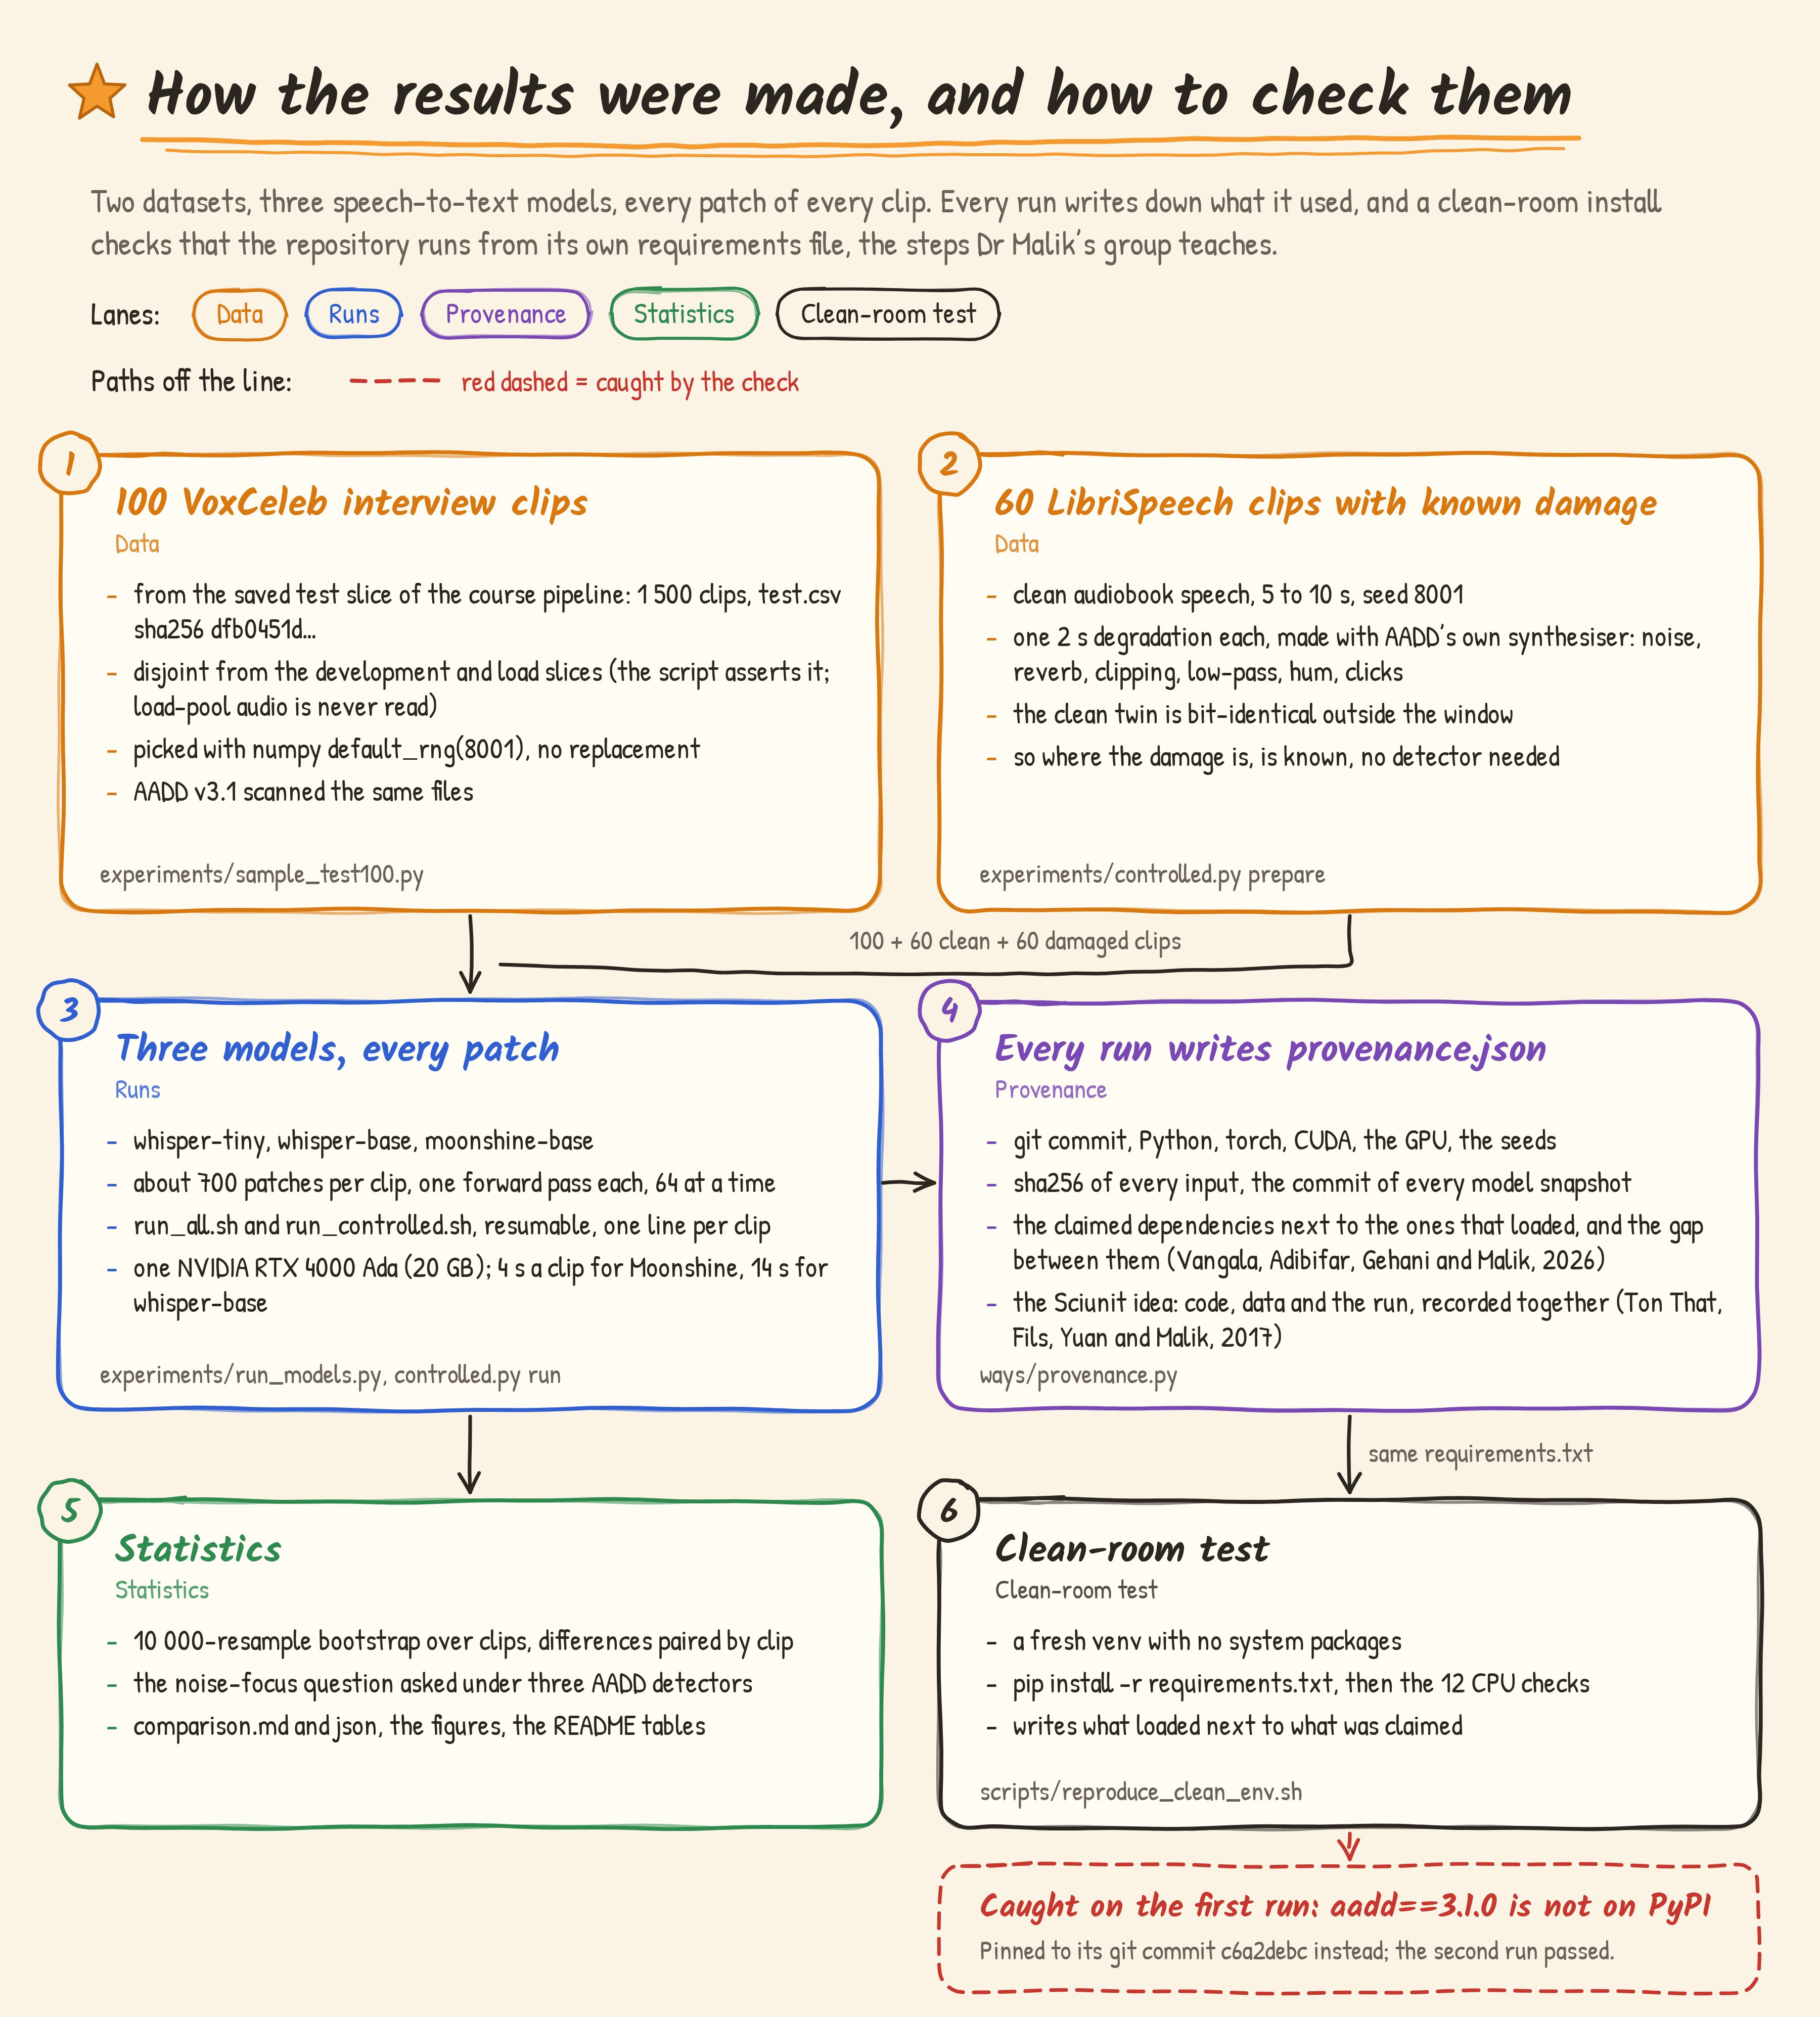 How the results were made, and how to check them
Two datasets, three speech-to-text models, every patch of every clip. Every run writes down what it used, and a clean-room install
checks that the repository runs from its own requirements file, the steps Dr Malik's group teaches.
Lanes: Data Runs Provenance Statistics Clean-room test
Paths off the line: red dashed = caught by the check
1
100 VoxCeleb interview clips
Data
- from the saved test slice of the course pipeline: 1 500 clips, test.csv
sha256 dfb0451d...
- disjoint from the development and load slices (the script asserts it;
load-pool audio is never read)
- picked with numpy default_rng(8001), no replacement
- AADD v3.1 scanned the same files
experiments/sample_test100.py
2
60 LibriSpeech clips with known damage
Data
- clean audiobook speech, 5 to 10 s, seed 8001
- one 2 s degradation each, made with AADD's own synthesiser: noise,
reverb, clipping, low-pass, hum, clicks
- the clean twin is bit-identical outside the window
- so where the damage is, is known, no detector needed
experiments/controlled.py prepare
100 + 60 clean + 60 damaged clips
3
Three models, every patch
Runs
- whisper-tiny, whisper-base, moonshine-base
- about 700 patches per clip, one forward pass each, 64 at a time
- run_all.sh and run_controlled.sh, resumable, one line per clip
- one NVIDIA RTX 4000 Ada (20 GB); 4 s a clip for Moonshine, 14 s for
whisper-base
experiments/run_models.py, controlled.py run
4
Every run writes provenance.json
Provenance
- git commit, Python, torch, CUDA, the GPU, the seeds
- sha256 of every input, the commit of every model snapshot
- the claimed dependencies next to the ones that loaded, and the gap
between them (Vangala, Adibifar, Gehani and Malik, 2026)
- the Sciunit idea: code, data and the run, recorded together (Ton That,
Fils, Yuan and Malik, 2017)
ways/provenance.py
same requirements.txt
5
Statistics
Statistics
- 10 000-resample bootstrap over clips, differences paired by clip
- the noise-focus question asked under three AADD detectors
- comparison.md and json, the figures, the README tables
6
Clean-room test
Clean-room test
- a fresh venv with no system packages
- pip install -r requirements.txt, then the 12 CPU checks
- writes what loaded next to what was claimed
scripts/reproduce_clean_env.sh
Caught on the first run: aadd==3.1.0 is not on PyPI
Pinned to its git commit c6a2debc instead; the second run passed.